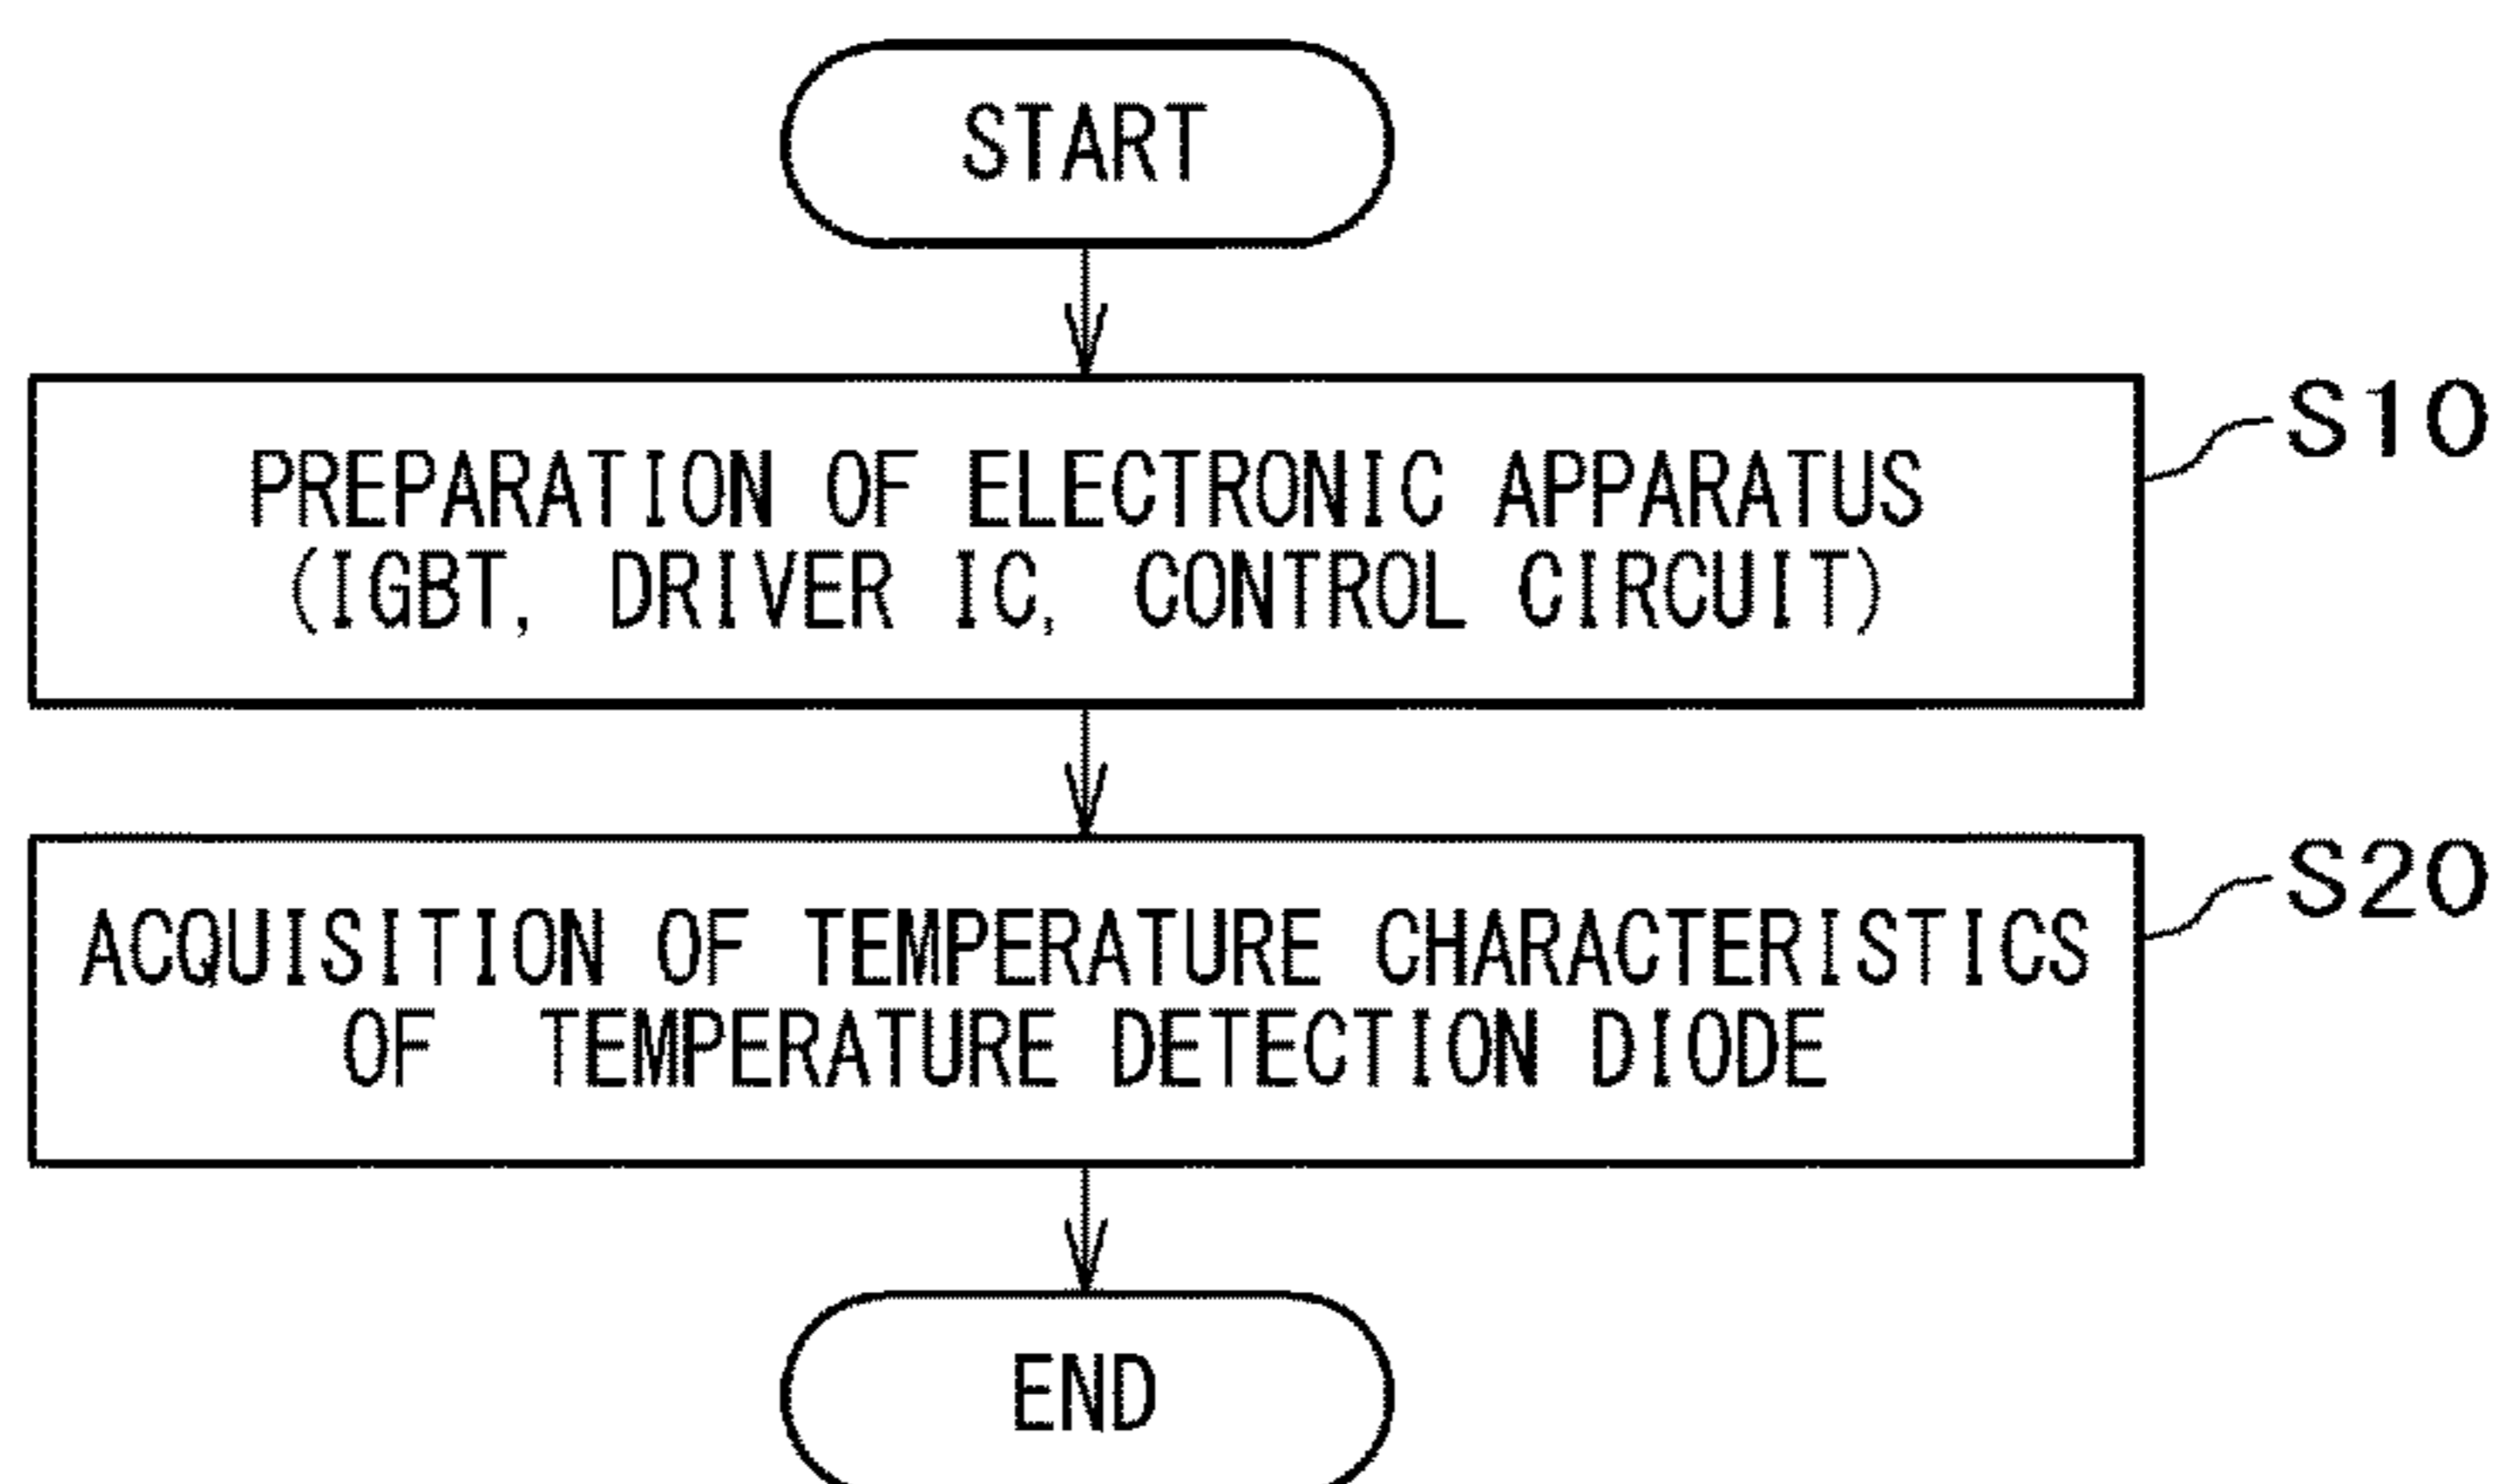 START
PREPARATION OF ELECTRONIC APPARATUS
(IGBT, DRIVER IC, CONTROL CIRCUIT)
S10
ACQUISITION OF TEMPERATURE CHARACTERISTICS
OF TEMPERATURE DETECTION DIODE
S20
END